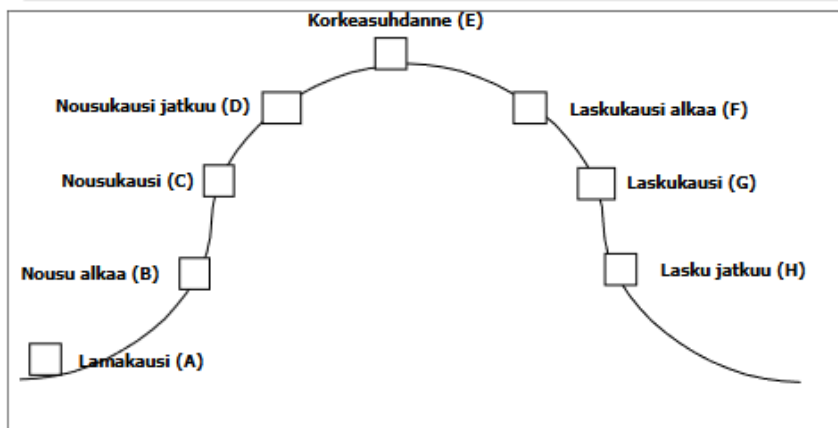 Korkeasuhdanne (E)
Nousukausi jatkuu (D)
Laskukausi alkaa (F)
Nousukausi (C)
Laskukausi (G)
Nousu alkaa (B)
Lasku jatkuu (H)
Lamakausi (A)